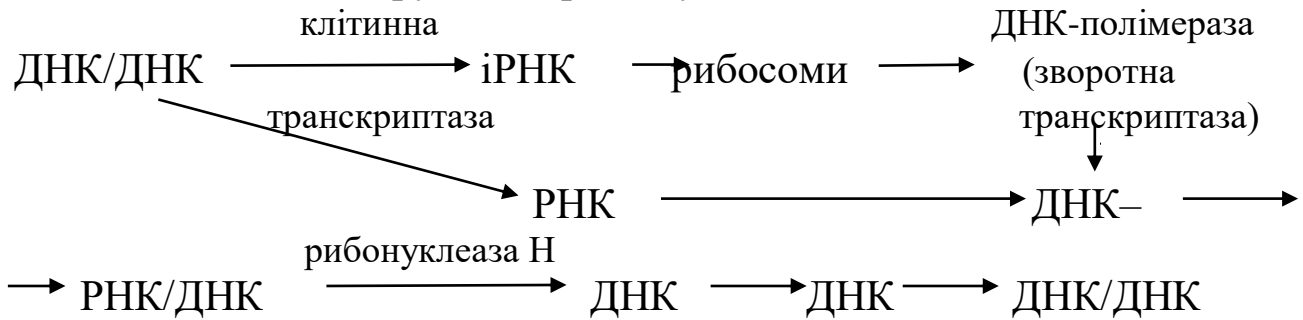 клітинна ДНК-полімераза
ДНК/ДНК іРНК рибосоми (зворотна
транскриптаза транскриптаза)
РНК ДНК–
рибонуклеаза Н
РНК/ДНК ДНК ДНК ДНК/ДНК